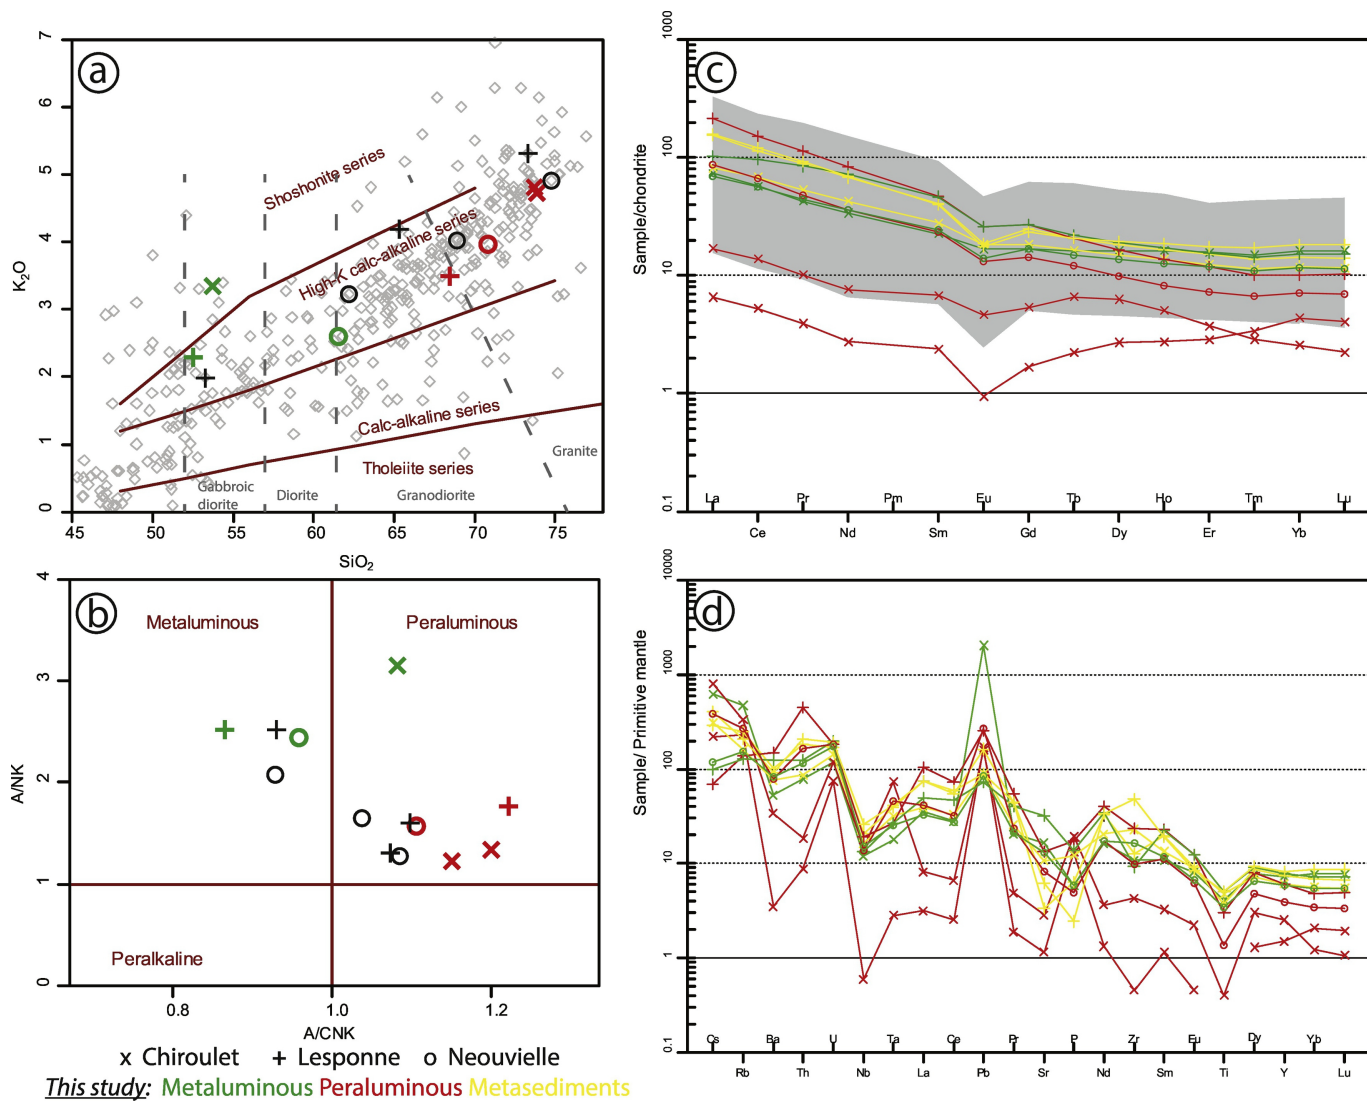 a
K₂O
7
6
5
4
3
2
1
0
Shoshonite series
High-K calc-alkaline series
Calc-alkaline series
Tholeiite series
Gabbroic
diorite
Diorite
Granodiorite
Granite
45 50 55 60 65 70 75
SiO₂
b
A/NK
4
3
2
1
0
Metaluminous
Peraluminous
Peralkaline
0.8 1.0 1.2
A/CNK
x Chiroulet + Lesponne o Neouvielle
This study: Metaluminous Peraluminous Metasediments
c
Sample/chondrite
1000
100
10
1
0.1
La Pr Pm Eu Tb Ho Tm Lu
Ce Nd Sm Gd Dy Er Yb
d
Sample/ Primitive mantle
10000
1000
100
10
1
0.1
Cs Ba U Ta Ce Pr P Zr Eu Dy Yb
Rb Th Nb La Pb Sr Nd Sm Ti Y Lu